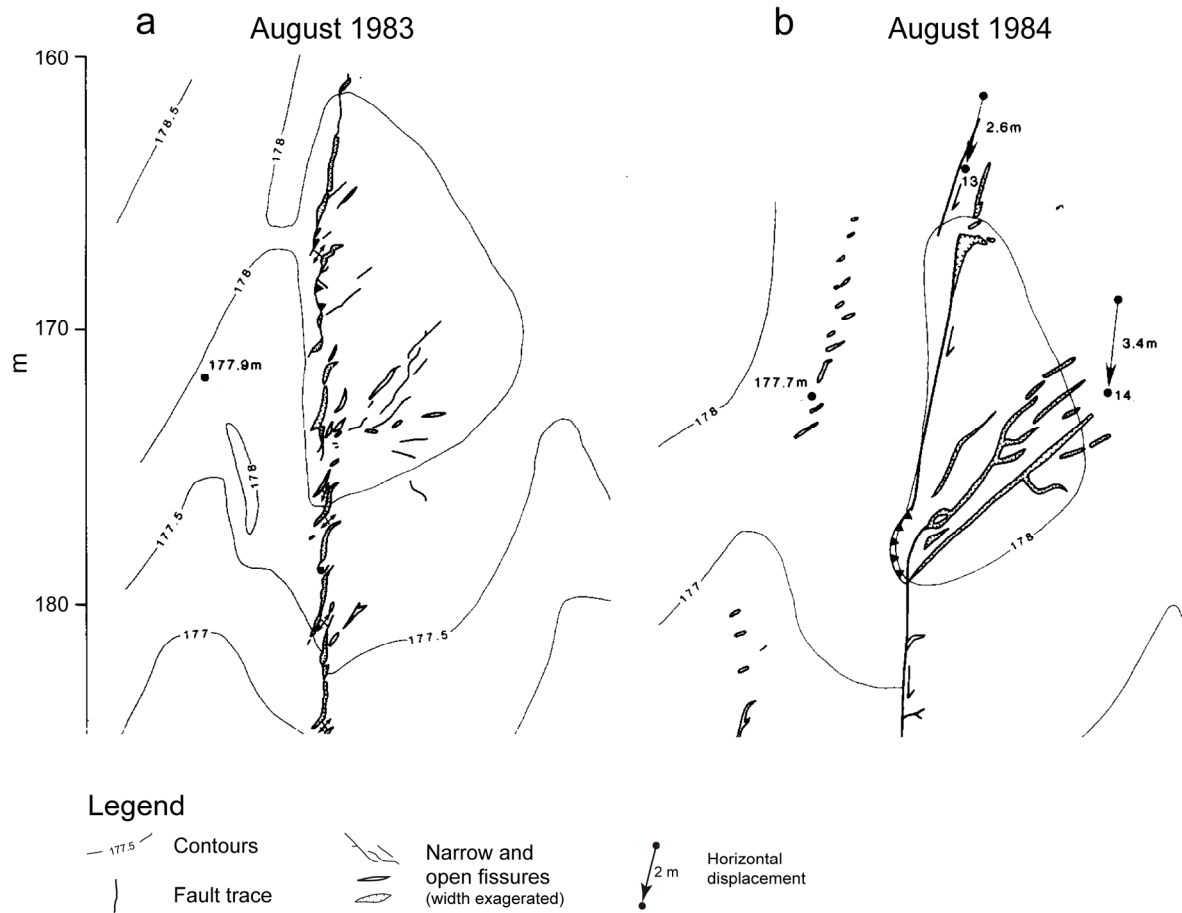 a
August 1983
b
August 1984
160
170
180
m
178.5
178
178
177.9m
178
177.5
177
177.5
2.6m
13
3.4m
14
177.7m
178
178
177
Legend
177.5
Contours
Fault trace
Narrow and
open fissures
(width exagerated)
2 m
Horizontal
displacement